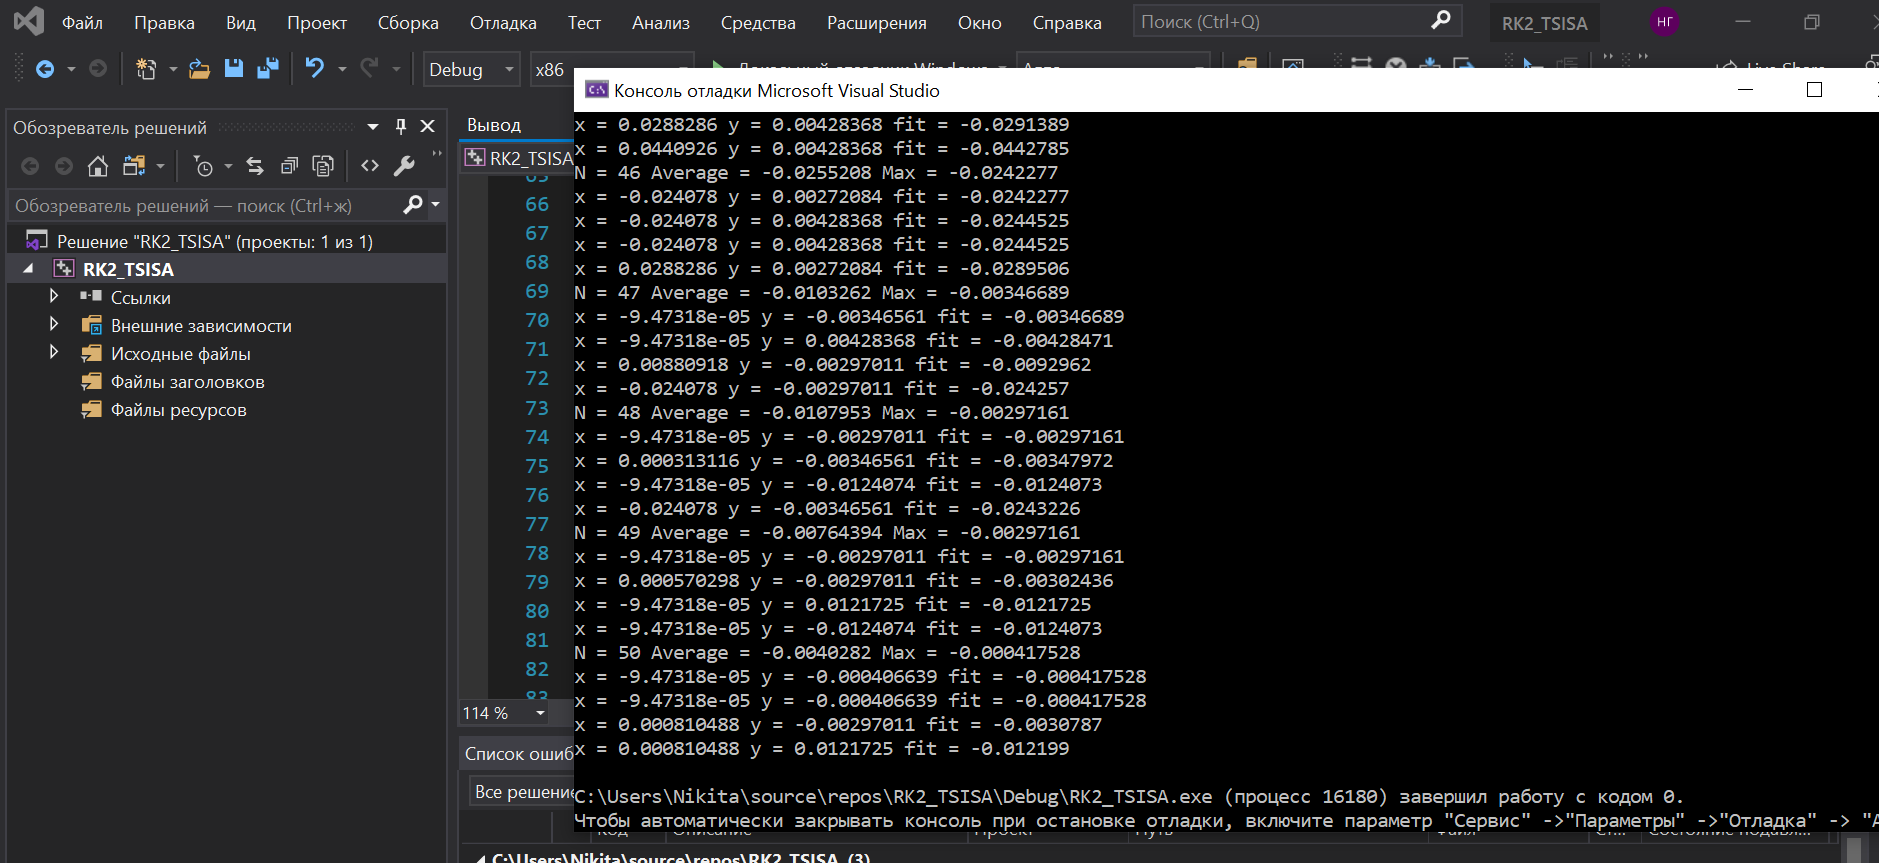 Файл Правка Вид Проект Сборка Отладка Тест Анализ Средства Расширения Окно Справка Поиск (Ctrl+Q) RK2_TSISA НГ
Debug x86
Live Share
Консоль отладки Microsoft Visual Studio
Обозреватель решений
Обозреватель решений — поиск (Ctrl+ж)
Решение "RK2_TSISA" (проекты: 1 из 1)
RK2_TSISA
Ссылки
Внешние зависимости
Исходные файлы
Файлы заголовков
Файлы ресурсов
Вывод
RK2_TSISA
65
66
67
68
69
70
71
72
73
74
75
76
77
78
79
80
81
82
83
114 %
Список ошиб
Все решение
x = 0.0288286 y = 0.00428368 fit = -0.0291389
x = 0.0440926 y = 0.00428368 fit = -0.0442785
N = 46 Average = -0.0255208 Max = -0.0242277
x = -0.024078 y = 0.00272084 fit = -0.0242277
x = -0.024078 y = 0.00428368 fit = -0.0244525
x = -0.024078 y = 0.00428368 fit = -0.0244525
x = 0.0288286 y = 0.00272084 fit = -0.0289506
N = 47 Average = -0.0103262 Max = -0.00346689
x = -9.47318e-05 y = -0.00346561 fit = -0.00346689
x = -9.47318e-05 y = 0.00428368 fit = -0.00428471
x = 0.00880918 y = -0.00297011 fit = -0.0092962
x = -0.024078 y = -0.00297011 fit = -0.024257
N = 48 Average = -0.0107953 Max = -0.00297161
x = -9.47318e-05 y = -0.00297011 fit = -0.00297161
x = 0.000313116 y = -0.00346561 fit = -0.00347972
x = -9.47318e-05 y = -0.0124074 fit = -0.0124073
x = -0.024078 y = -0.00346561 fit = -0.0243226
N = 49 Average = -0.00764394 Max = -0.00297161
x = -9.47318e-05 y = -0.00297011 fit = -0.00297161
x = 0.000570298 y = -0.00297011 fit = -0.00302436
x = -9.47318e-05 y = 0.0121725 fit = -0.0121725
x = -9.47318e-05 y = -0.0124074 fit = -0.0124073
N = 50 Average = -0.0040282 Max = -0.000417528
x = -9.47318e-05 y = -0.000406639 fit = -0.000417528
x = -9.47318e-05 y = -0.000406639 fit = -0.000417528
x = 0.000810488 y = -0.00297011 fit = -0.0030787
x = 0.000810488 y = 0.0121725 fit = -0.012199
C:\Users\Nikita\source\repos\RK2_TSISA\Debug\RK2_TSISA.exe (процесс 16180) завершил работу с кодом 0.
Чтобы автоматически закрывать консоль при остановке отладки, включите параметр "Сервис" ->"Параметры" ->"Отладка" -> "А
C:\Users\Nikita\source\repos\RK2_TSISA (3)